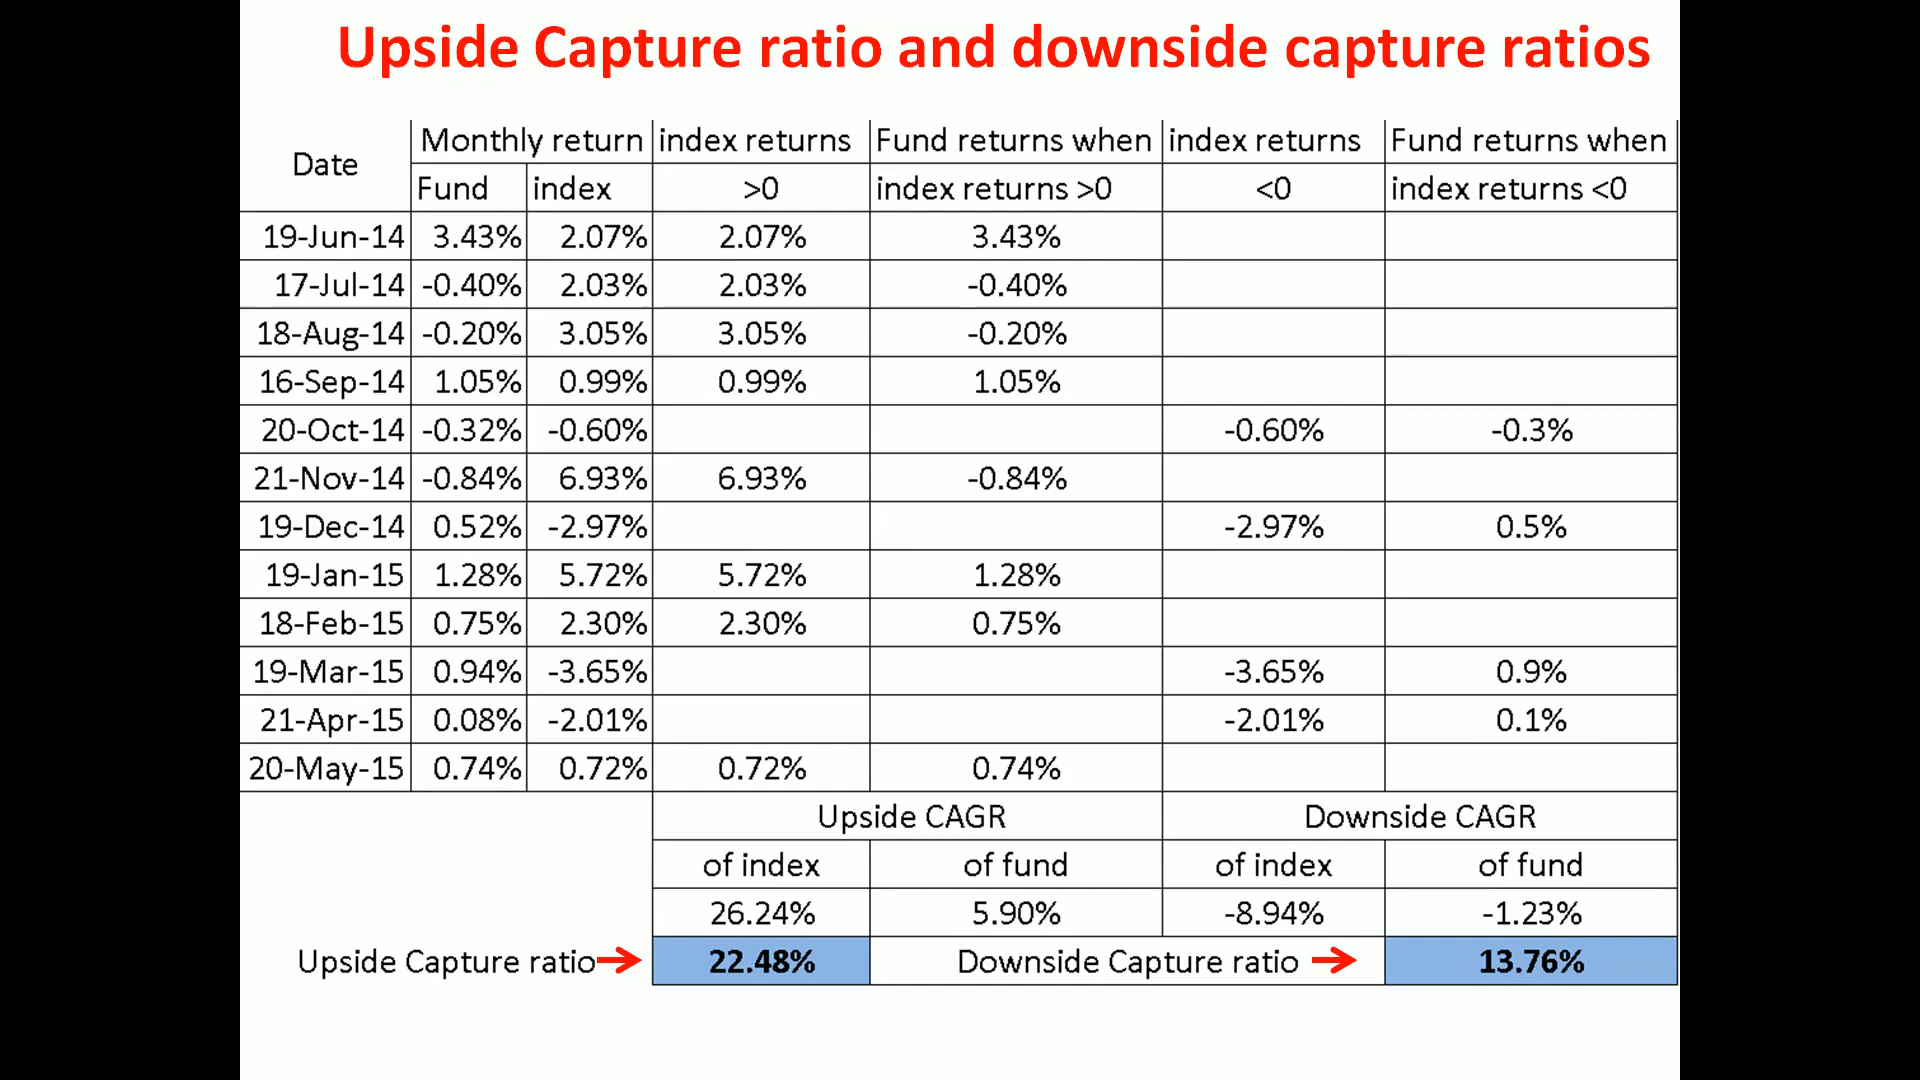 Upside Capture ratio and downside capture ratios
Date Monthly return index returns Fund returns when index returns Fund returns when
Fund index >0 index returns >0 <0 index returns <0
19-Jun-14 3.43% 2.07% 2.07% 3.43%
17-Jul-14 -0.40% 2.03% 2.03% -0.40%
18-Aug-14 -0.20% 3.05% 3.05% -0.20%
16-Sep-14 1.05% 0.99% 0.99% 1.05%
20-Oct-14 -0.32% -0.60% -0.60% -0.3%
21-Nov-14 -0.84% 6.93% 6.93% -0.84%
19-Dec-14 0.52% -2.97% -2.97% 0.5%
19-Jan-15 1.28% 5.72% 5.72% 1.28%
18-Feb-15 0.75% 2.30% 2.30% 0.75%
19-Mar-15 0.94% -3.65% -3.65% 0.9%
21-Apr-15 0.08% -2.01% -2.01% 0.1%
20-May-15 0.74% 0.72% 0.72% 0.74%
Upside CAGR Downside CAGR
of index of fund of index of fund
26.24% 5.90% -8.94% -1.23%
Upside Capture ratio 22.48% Downside Capture ratio 13.76%